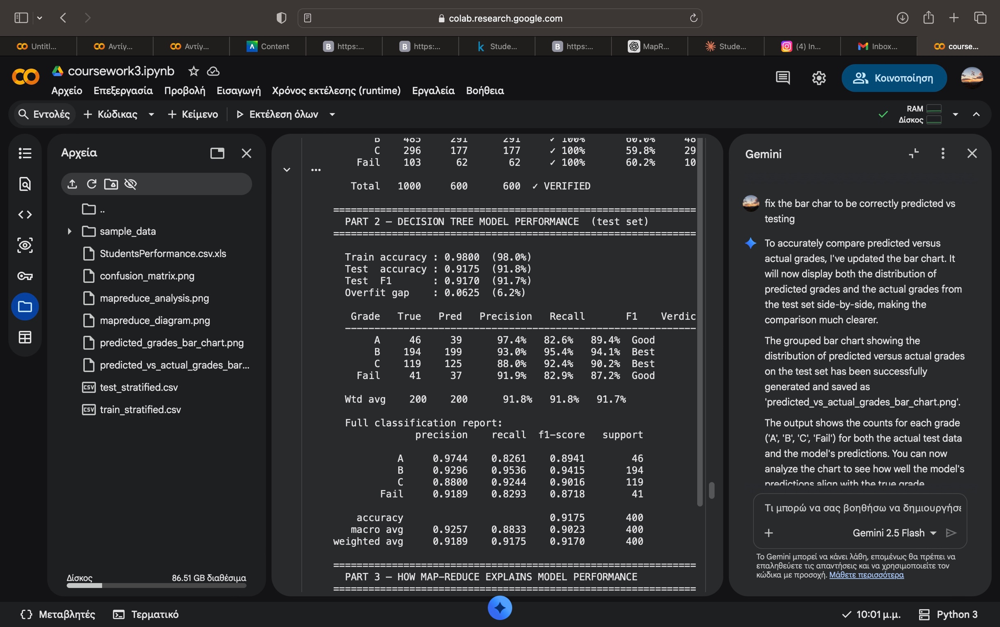 colab.research.google.com
Untitl...
Αντίγ...
Αντίγ...
Content
https:...
https:...
Stude...
https:...
MapR...
Stude...
(4) In...
Inbox...
course...
coursework3.ipynb
Αρχείο Επεξεργασία Προβολή Εισαγωγή Χρόνος εκτέλεσης (runtime) Εργαλεία Βοήθεια
Κοινοποίηση
Εντολές + Κώδικας + Κείμενο Εκτέλεση όλων
RAM
Δίσκος
Αρχεία
..
sample_data
StudentsPerformance.csv.xls
confusion_matrix.png
mapreduce_analysis.png
mapreduce_diagram.png
predicted_grades_bar_chart.png
predicted_vs_actual_grades_bar...
test_stratified.csv
train_stratified.csv
Δίσκος 86.51 GB διαθέσιμα
B 485 291 291 ✓ 100% 60.0% 48
C 296 177 177 ✓ 100% 59.8% 29
Fail 103 62 62 ✓ 100% 60.2% 10
Total 1000 600 600 ✓ VERIFIED
PART 2 — DECISION TREE MODEL PERFORMANCE (test set)
Train accuracy : 0.9800 (98.0%)
Test accuracy : 0.9175 (91.8%)
Test F1 : 0.9170 (91.7%)
Overfit gap : 0.0625 (6.2%)
Grade True Pred Precision Recall F1 Verdic
A 46 39 97.4% 82.6% 89.4% Good
B 194 199 93.0% 95.4% 94.1% Best
C 119 125 88.0% 92.4% 90.2% Best
Fail 41 37 91.9% 82.9% 87.2% Good
Wtd avg 200 200 91.8% 91.8% 91.7%
Full classification report:
precision recall f1-score support
A 0.9744 0.8261 0.8941 46
B 0.9296 0.9536 0.9415 194
C 0.8800 0.9244 0.9016 119
Fail 0.9189 0.8293 0.8718 41
accuracy 0.9175 400
macro avg 0.9257 0.8833 0.9023 400
weighted avg 0.9189 0.9175 0.9170 400
PART 3 — HOW MAP-REDUCE EXPLAINS MODEL PERFORMANCE
Gemini
fix the bar char to be correctly predicted vs
testing
To accurately compare predicted versus
actual grades, I've updated the bar chart. It
will now display both the distribution of
predicted grades and the actual grades from
the test set side-by-side, making the
comparison much clearer.
The grouped bar chart showing the
distribution of predicted versus actual grades
on the test set has been successfully
generated and saved as
'predicted_vs_actual_grades_bar_chart.png'.
The output shows the counts for each grade
('A', 'B', 'C', 'Fail') for both the actual test data
and the model's predictions. You can now
analyze the chart to see how well the model's
predictions align with the true grade
Τι μπορώ να σας βοηθήσω να δημιουργήσε
Gemini 2.5 Flash
Το Gemini μπορεί να κάνει λάθη, επομένως θα πρέπει να
επαληθεύετε τις απαντήσεις και να χρησιμοποιείτε τον
κώδικα με προσοχή. Μάθετε περισσότερα
Μεταβλητές Τερματικό
10:01 μ.μ. Python 3